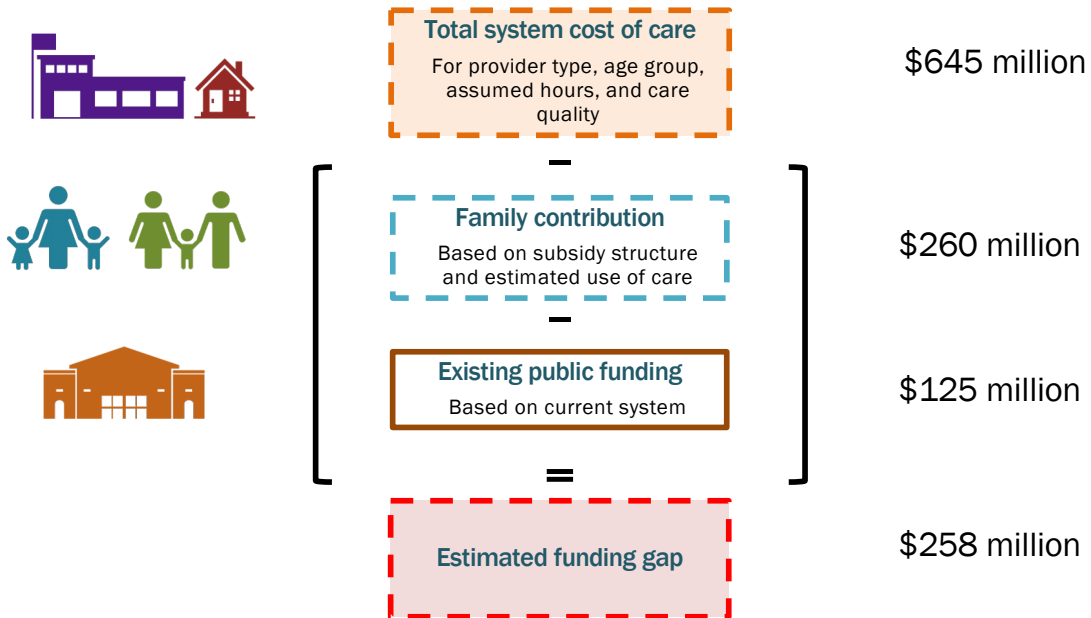 Total system cost of care
For provider type, age group,
assumed hours, and care
quality
$645 million
–
Family contribution
Based on subsidy structure
and estimated use of care
$260 million
–
Existing public funding
Based on current system
$125 million
=
Estimated funding gap
$258 million